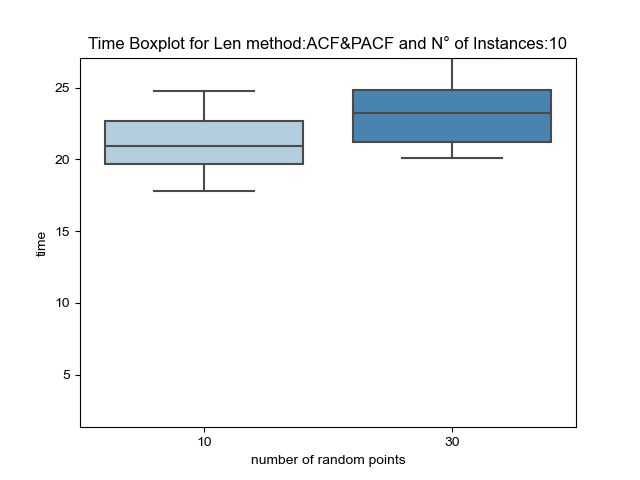 Time Boxplot for Len method:ACF&PACF and N° of Instances:10
25
20
15
10
5
time
10
30
number of random points